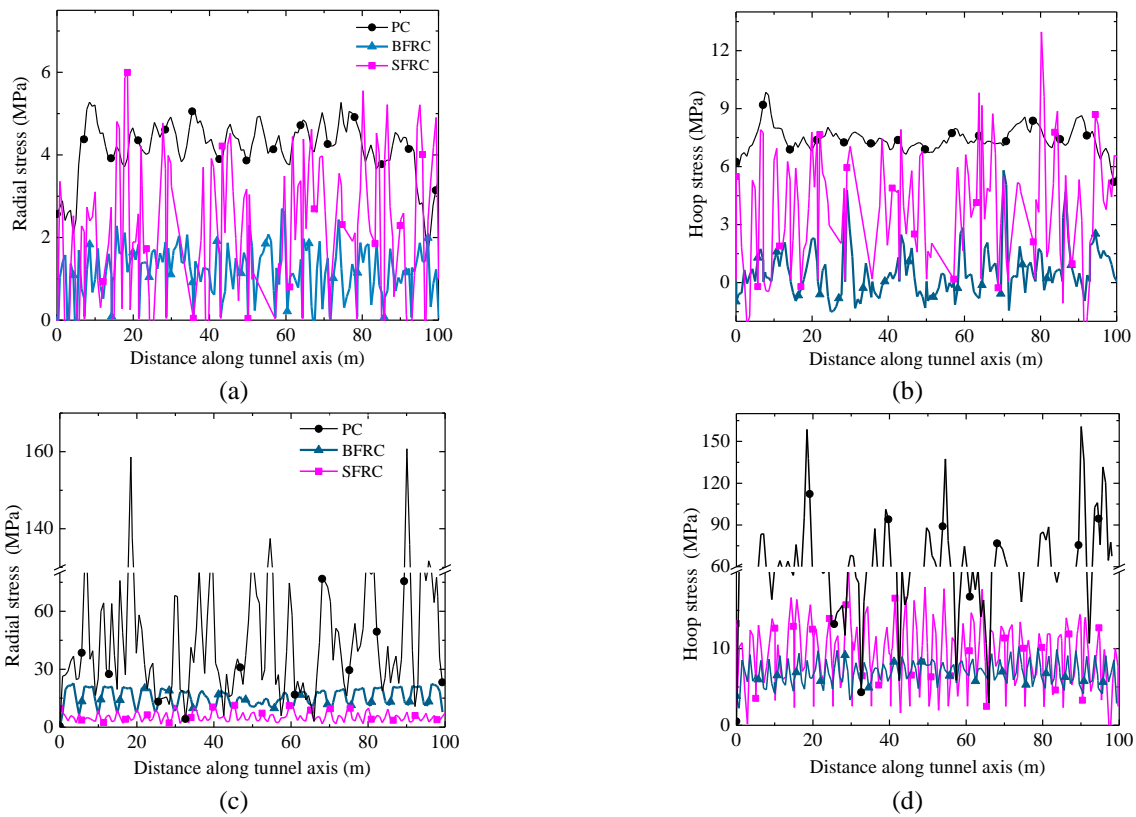 PC
BFRC
SFRC
6
4
2
0
0 20 40 60 80 100
Radial stress (MPa)
Distance along tunnel axis (m)
(a)
12
9
6
3
0
0 20 40 60 80 100
Hoop stress (MPa)
Distance along tunnel axis (m)
(b)
PC
BFRC
SFRC
160
140
60
30
0
0 20 40 60 80 100
Radial stress (MPa)
Distance along tunnel axis (m)
(c)
150
120
90
60
10
0
0 20 40 60 80 100
Hoop stress (MPa)
Distance along tunnel axis (m)
(d)